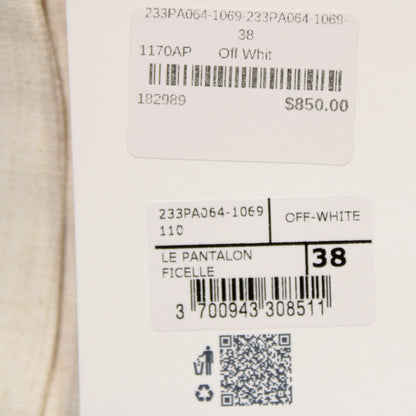 233PA064-1069-233PA064-1069-
38
1170AP Off Whit
182989 $850.00
233PA064-1069 OFF-WHITE
110
LE PANTALON 38
FICELLE
3 700943 308511